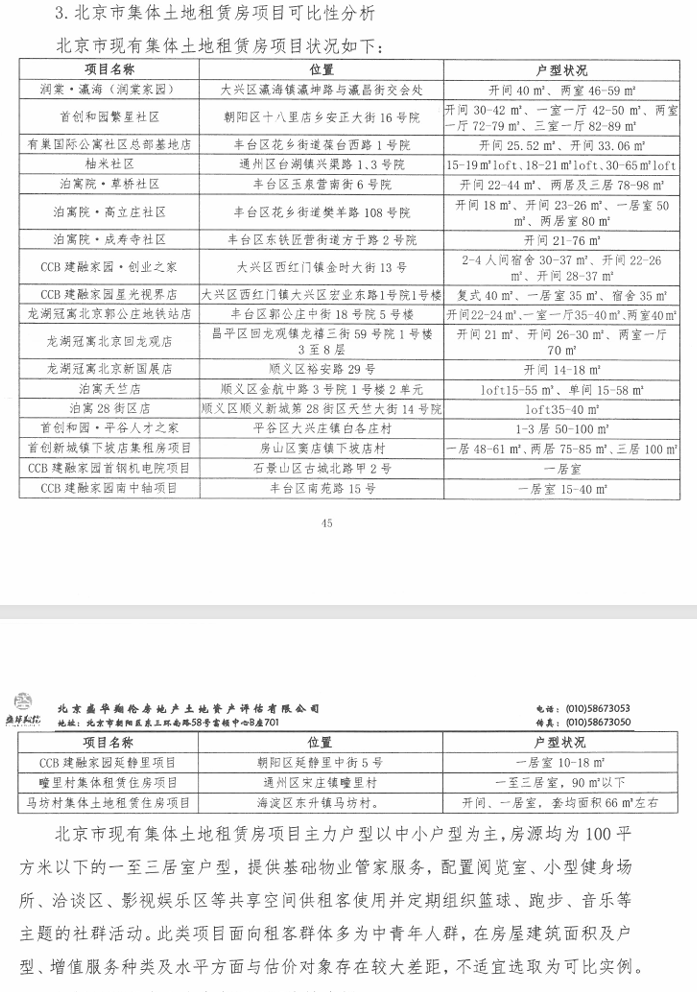 3. 北京市集体土地租赁房项目可比性分析
北京市现有集体土地租赁房项目状况如下：
项目名称 位置 户型状况
润棠·瀛海（润棠家园） 大兴区瀛海镇瀛坤路与瀛昌街交会处 开间 40 ㎡、两室 46-59 ㎡
首创和园繁星社区 朝阳区十八里店乡安正大街 16 号院 开间 30-42 ㎡、一室一厅 42-50 ㎡、两室
一厅 72-79 ㎡、三室一厅 82-89 ㎡
有巢国际公寓社区总部基地店 丰台区花乡街道葆台西路 1 号院 开间 25.52 ㎡、开间 33.06 ㎡
柚米社区 通州区台湖镇兴渠路 1、3 号院 15-19㎡loft、18-21㎡loft、30-65㎡loft
泊寓院·草桥社区 丰台区玉泉营南街 6 号院 开间 22-44 ㎡、两居及三居 78-98 ㎡
泊寓院·高立庄社区 丰台区花乡街道樊羊路 108 号院 开间 18 ㎡、开间 23-26 ㎡、一居室 50
㎡、两居室 80 ㎡
泊寓院·成寿寺社区 丰台区东铁匠营街道方于路 2 号院 开间 21-76 ㎡
CCB 建融家园·创业之家 大兴区西红门镇金时大街 13 号 2-4 人间宿舍 30-37 ㎡、开间 22-26
㎡、开间 28-37 ㎡
CCB 建融家园星光视界店 大兴区西红门镇大兴区宏业东路1号院1号楼 复式 40 ㎡、一居室 35 ㎡、宿舍 35 ㎡
龙湖冠寓北京郭公庄地铁站店 丰台区郭公庄中街 18 号院 5 号楼 开间22-24㎡、一室一厅35-40㎡、两室40㎡
龙湖冠寓北京回龙观店 昌平区回龙观镇龙禧三街 59 号院 1 号楼
3 至 8 层 开间 21 ㎡、开间 26-30 ㎡、两室一厅
70 ㎡
龙湖冠寓北京新国展店 顺义区裕安路 29 号 开间 14-18 ㎡
泊寓天竺店 顺义区金航中路 3 号院 1 号楼 2 单元 loft15-55 ㎡、单间 15-58 ㎡
泊寓 28 街区店 顺义区顺义新城第 28 街区天竺大街 14 号院 loft35-40 ㎡
首创和园·平谷人才之家 平谷区大兴庄镇白各庄村 1-3 居 50-100 ㎡
首创新城镇下坡店集租房项目 房山区窦店镇下坡店村 一居 48-61 ㎡、两居 75-85 ㎡、三居 100 ㎡
CCB 建融家园首钢机电院项目 石景山区古城北路甲 2 号 一居室
CCB 建融家园南中轴项目 丰台区南苑路 15 号 一居室 15-40 ㎡
45
北京盛华翔伦房地产土地资产评估有限公司 电话：(010)58673053
地址：北京市朝阳区东三环南路58号富顿中心B座701 传真：(010)58673050
项目名称 位置 户型状况
CCB 建融家园延静里项目 朝阳区延静里中街 5 号 一居室 10-18 ㎡
疃里村集体租赁住房项目 通州区宋庄镇疃里村 一至三居室，90 ㎡以下
马坊村集体土地租赁住房项目 海淀区东升镇马坊村。 开间、一居室，套均面积 66 ㎡左右
北京市现有集体土地租赁房项目主力户型以中小户型为主，房源均为 100 平
方米以下的一至三居室户型，提供基础物业管家服务，配置阅览室、小型健身场
所、洽谈区、影视娱乐区等共享空间供租客使用并定期组织篮球、跑步、音乐等
主题的社群活动。此类项目面向租客群体多为中青年人群，在房屋建筑面积及户
型、增值服务种类及水平方面与估价对象存在较大差距，不适宜选取为可比实例。